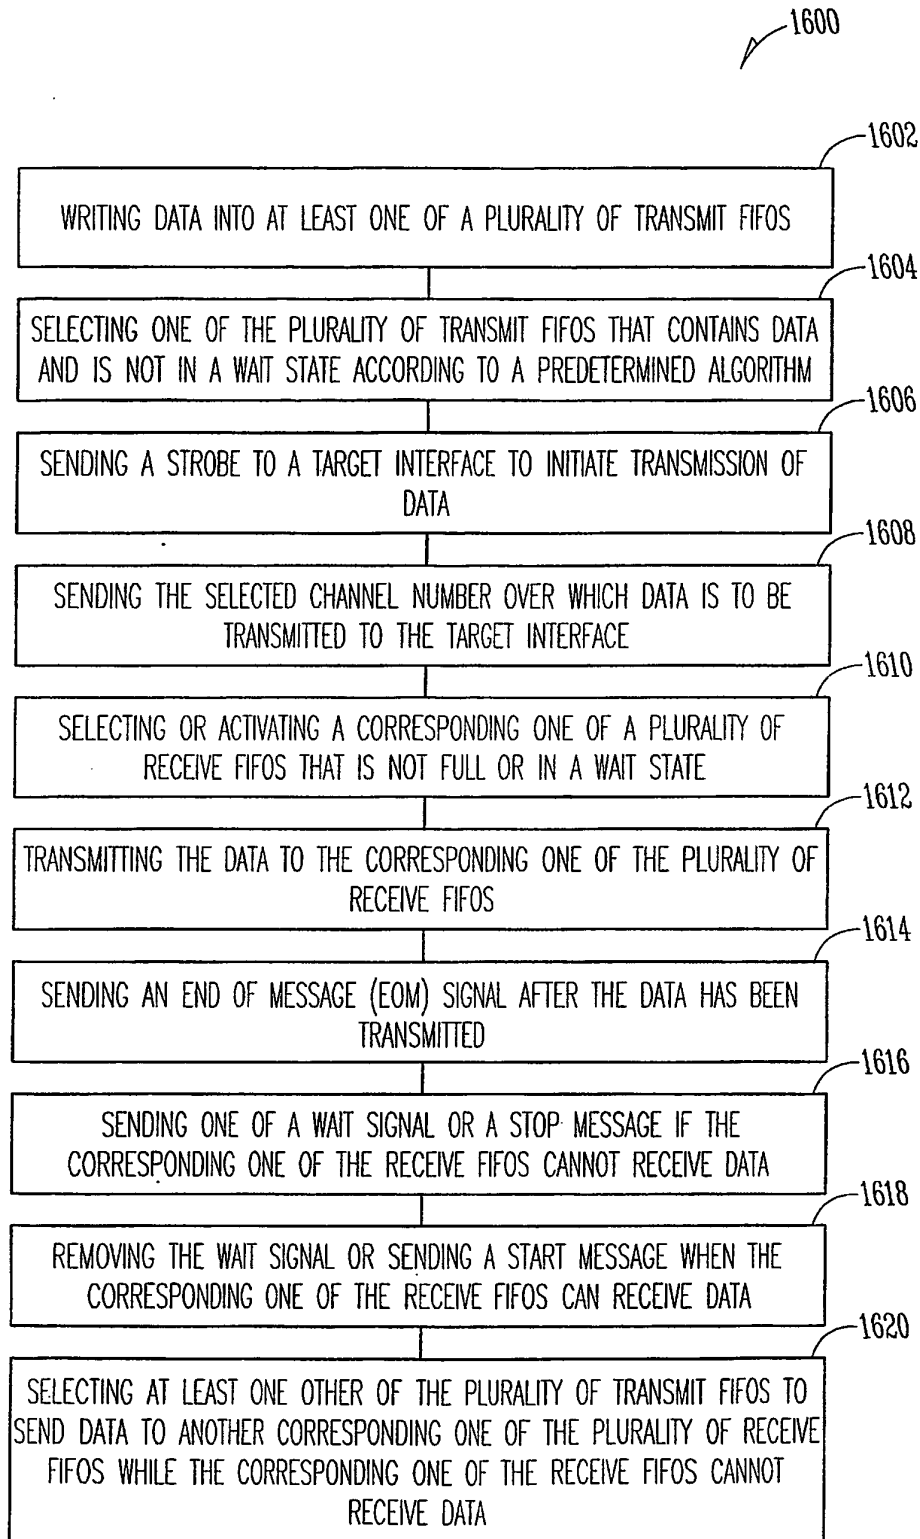 1600
1602
WRITING DATA INTO AT LEAST ONE OF A PLURALITY OF TRANSMIT FIFOS
1604
SELECTING ONE OF THE PLURALITY OF TRANSMIT FIFOS THAT CONTAINS DATA
AND IS NOT IN A WAIT STATE ACCORDING TO A PREDETERMINED ALGORITHM
1606
SENDING A STROBE TO A TARGET INTERFACE TO INITIATE TRANSMISSION OF
DATA
1608
SENDING THE SELECTED CHANNEL NUMBER OVER WHICH DATA IS TO BE
TRANSMITTED TO THE TARGET INTERFACE
1610
SELECTING OR ACTIVATING A CORRESPONDING ONE OF A PLURALITY OF
RECEIVE FIFOS THAT IS NOT FULL OR IN A WAIT STATE
1612
TRANSMITTING THE DATA TO THE CORRESPONDING ONE OF THE PLURALITY OF
RECEIVE FIFOS
1614
SENDING AN END OF MESSAGE (EOM) SIGNAL AFTER THE DATA HAS BEEN
TRANSMITTED
1616
SENDING ONE OF A WAIT SIGNAL OR A STOP MESSAGE IF THE
CORRESPONDING ONE OF THE RECEIVE FIFOS CANNOT RECEIVE DATA
1618
REMOVING THE WAIT SIGNAL OR SENDING A START MESSAGE WHEN THE
CORRESPONDING ONE OF THE RECEIVE FIFOS CAN RECEIVE DATA
1620
SELECTING AT LEAST ONE OTHER OF THE PLURALITY OF TRANSMIT FIFOS TO
SEND DATA TO ANOTHER CORRESPONDING ONE OF THE PLURALITY OF RECEIVE
FIFOS WHILE THE CORRESPONDING ONE OF THE RECEIVE FIFOS CANNOT
RECEIVE DATA